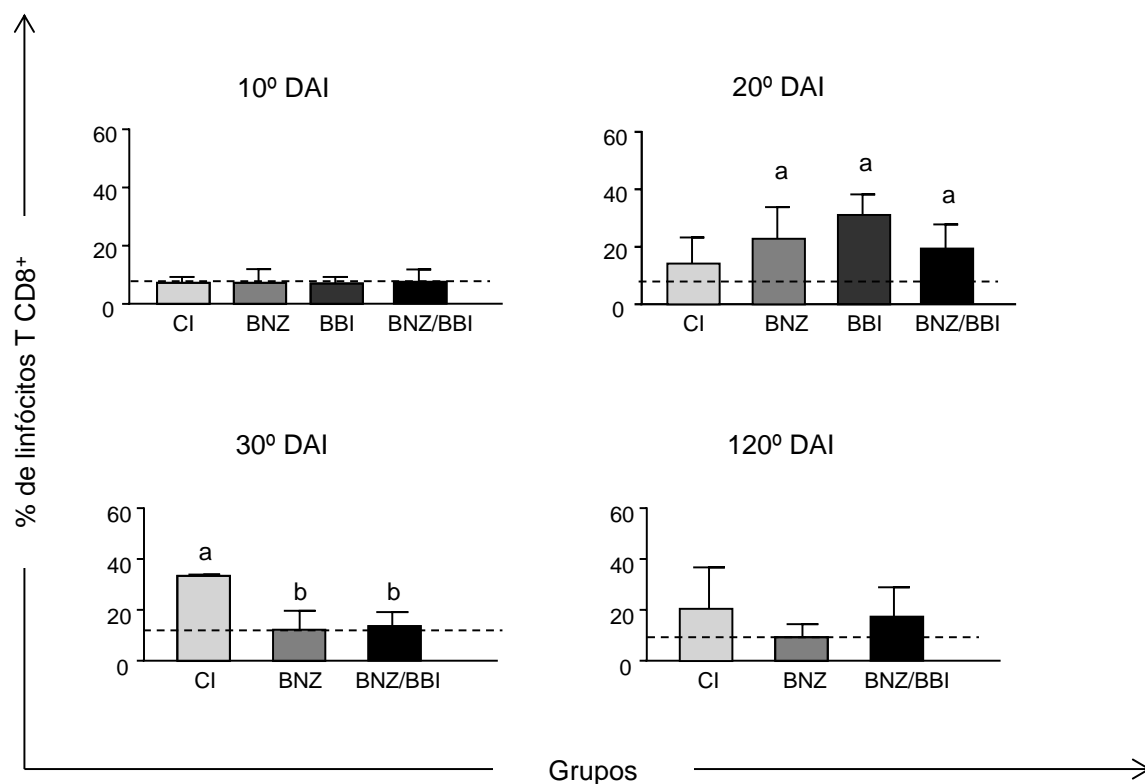 % de linfócitos T CD8+
10º DAI
60
40
20
0
CI BNZ BBI BNZ/BBI
20º DAI
60
40
20
0
a a a
CI BNZ BBI BNZ/BBI
30º DAI
60
40
20
0
a b b
CI BNZ BNZ/BBI
120º DAI
60
40
20
0
CI BNZ BNZ/BBI
Grupos